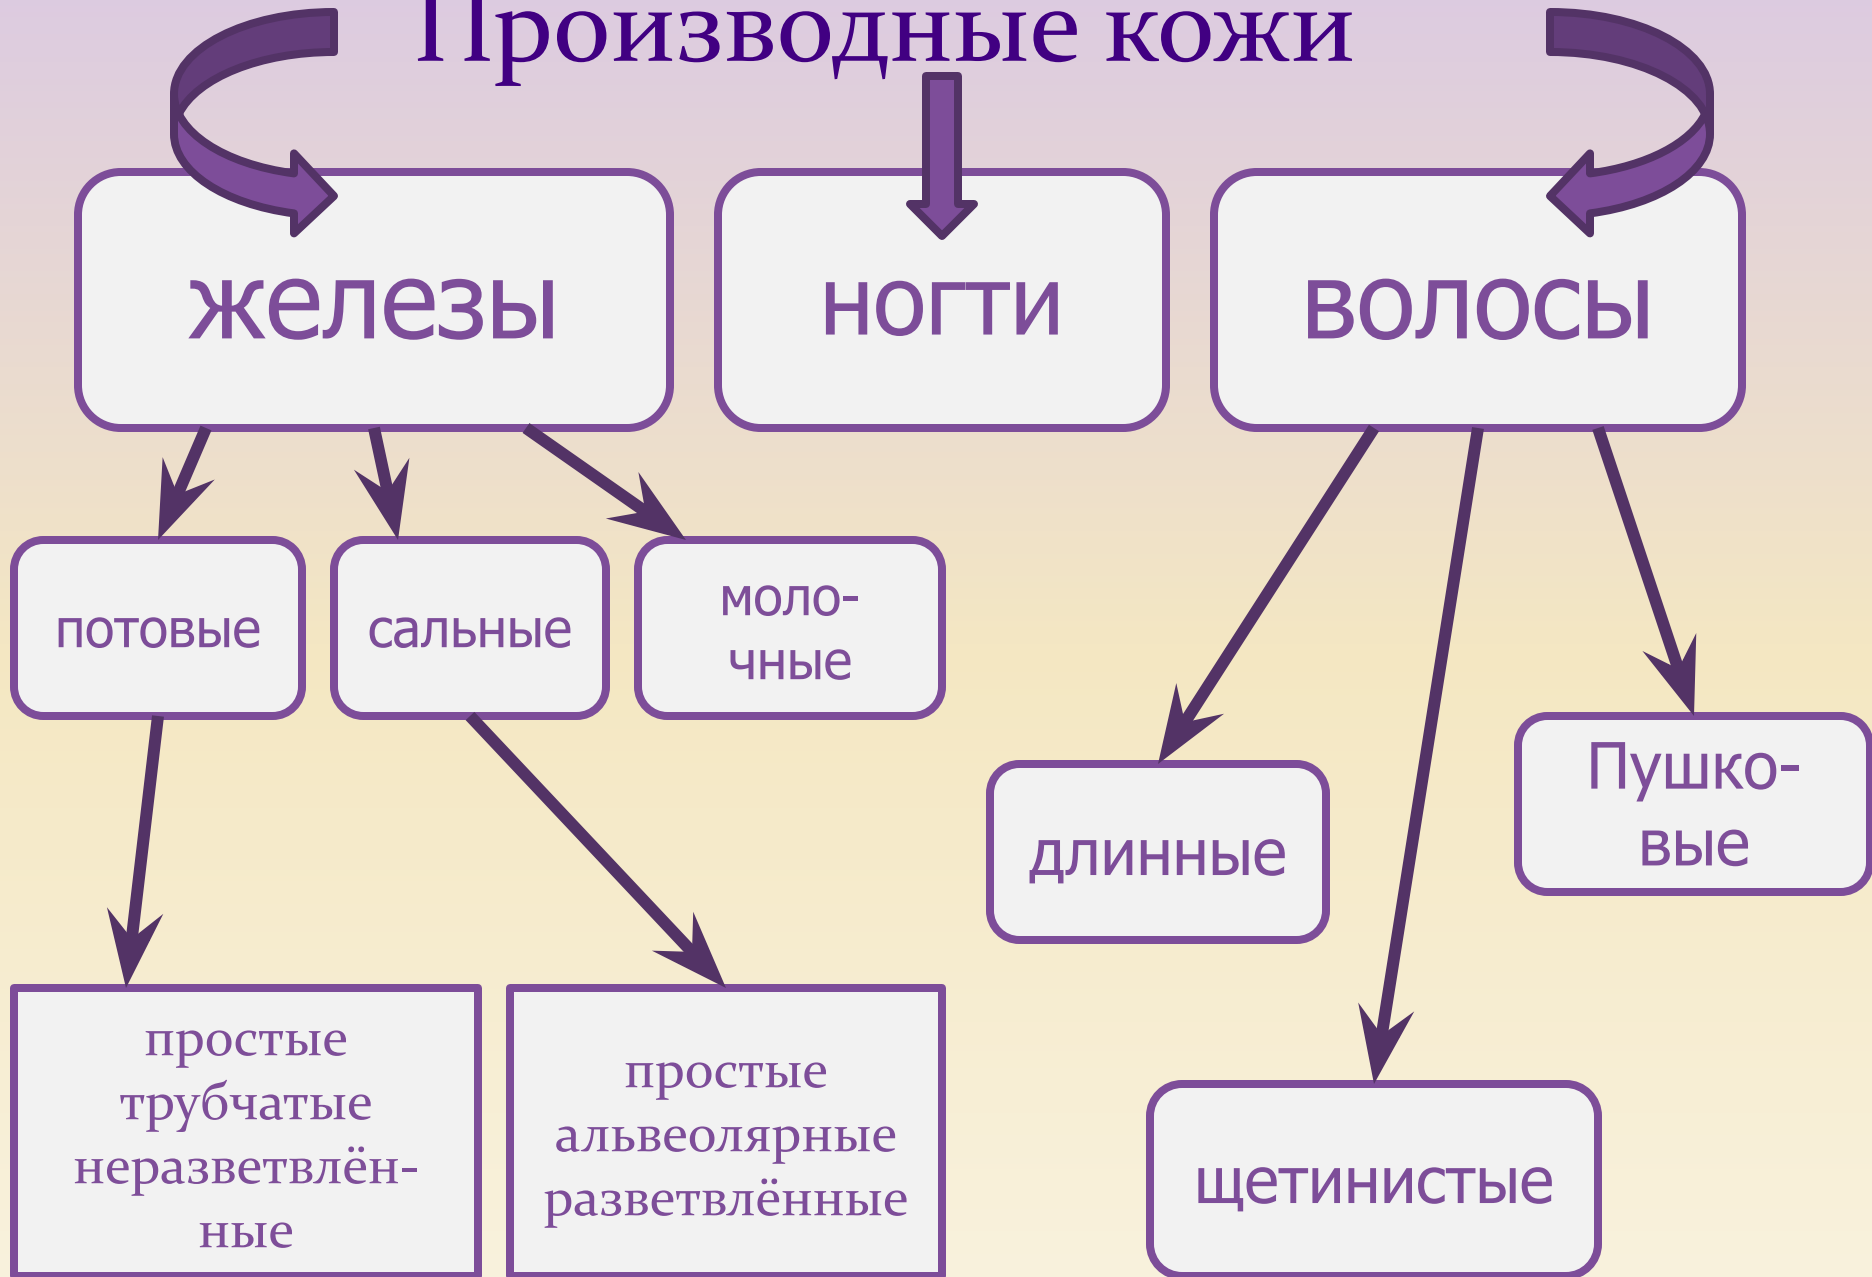 Производные кожи
железы
ногти
волосы
потовые
сальные
моло-
чные
длинные
Пушко-
вые
простые
трубчатые
неразветвлён-
ные
простые
альвеолярные
разветвлённые
щетинистые